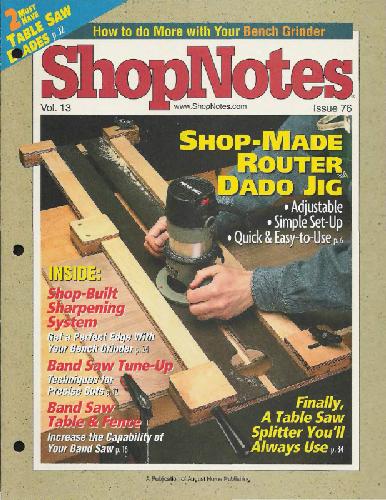 2 MUST HAVE
TABLE SAW
BLADES p. 12
How to do More with Your Bench Grinder
ShopNotes
Vol. 13
www.ShopNotes.com
Issue 76
SHOP-MADE
ROUTER
DADO JIG
• Adjustable
• Simple Set-Up
• Quick & Easy-to-Use p. 6
INSIDE:
Shop-Built
Sharpening
System
Get a Perfect Edge With
Your Bench Grinder
Band Saw Tune-Up
Techniques for
Precise Cuts
Band Saw
Table & Fence
Increase the Capability of
Your Band Saw p. 16
Finally,
A Table Saw
Splitter You'll
Always Use p. 34
A Publication of August Home Publishing